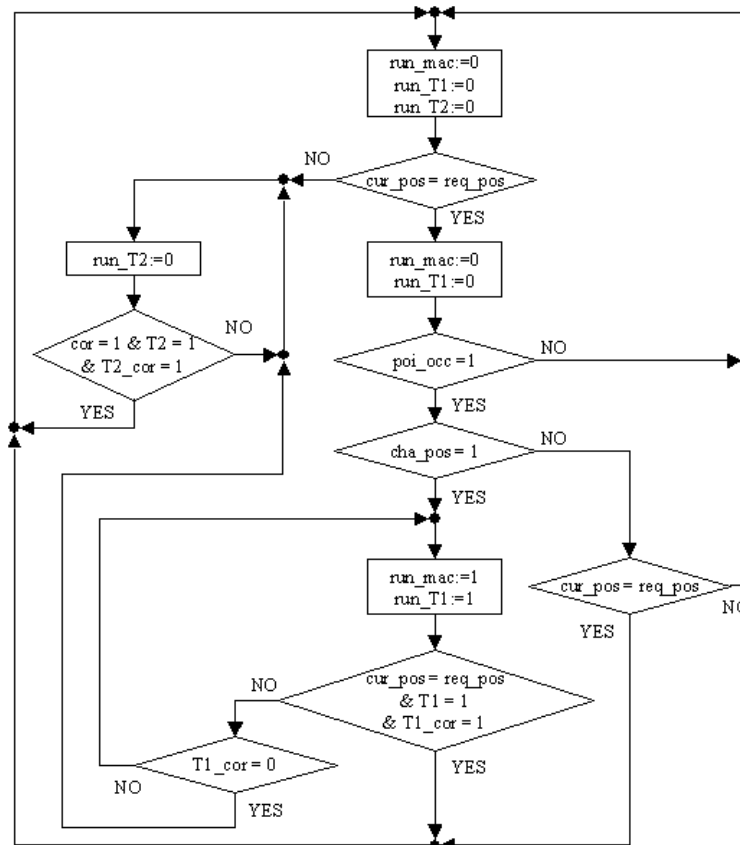 run_mac:=0
run_T1:=0
run_T2:=0
NO
cur_pos = req_pos
YES
run_T2:=0
run_mac:=0
run_T1:=0
cor = 1 & T2 = 1
& T2_cor = 1
NO
poi_occ = 1
NO
YES
YES
cha_pos = 1
NO
YES
run_mac:=1
run_T1:=1
cur_pos = req_pos
NO
YES
NO
cur_pos = req_pos
& T1 = 1
& T1_cor = 1
T1_cor = 0
NO
YES
YES